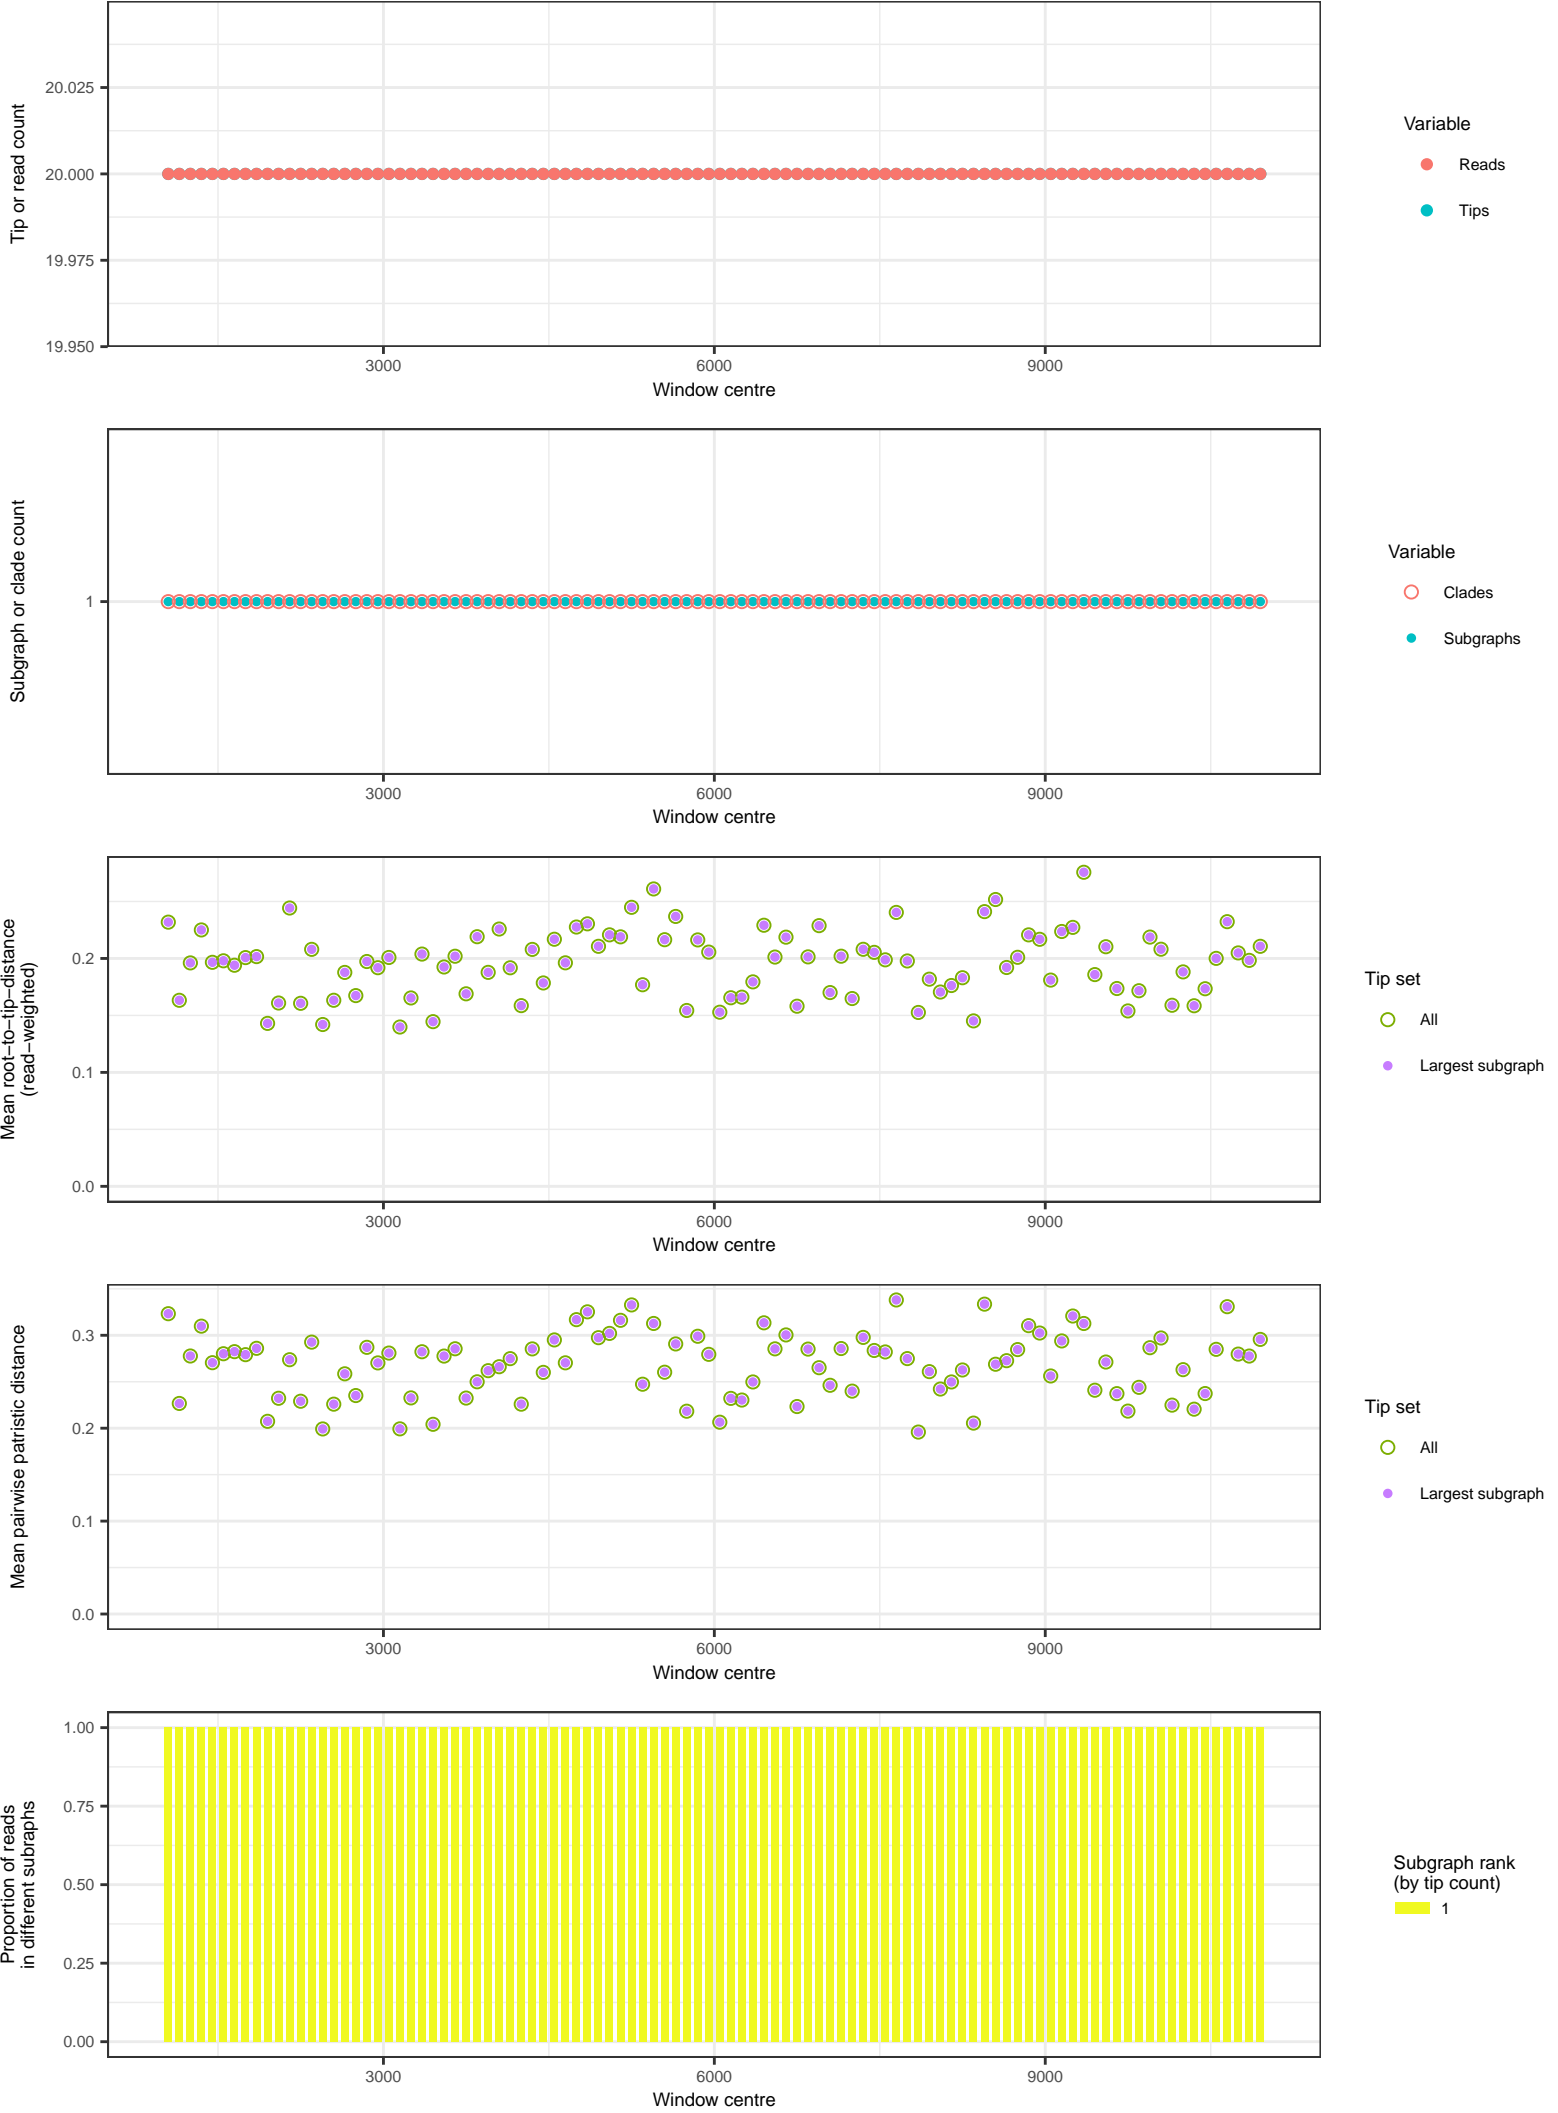 Tip or read count
20.025
20.000
19.975
19.950
3000
6000
9000
Window centre
Variable
Reads
Tips
Subgraph or clade count
1
3000
6000
9000
Window centre
Variable
Clades
Subgraphs
Mean root−to−tip−distance
(read−weighted)
0.2
0.1
0.0
3000
6000
9000
Window centre
Tip set
All
Largest subgraph
Mean pairwise patristic distance
0.3
0.2
0.1
0.0
3000
6000
9000
Window centre
Tip set
All
Largest subgraph
Proportion of reads
in different subraphs
1.00
0.75
0.50
0.25
0.00
3000
6000
9000
Window centre
Subgraph rank
(by tip count)
1